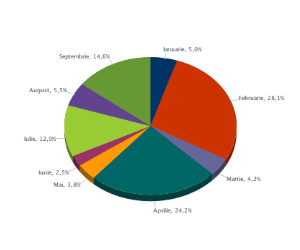 Ianuarie, 5,0%
Februarie, 28,1%
Martie, 4,2%
Aprilie, 24,2%
Mai, 3,8%
Iunie, 2,5%
Iulie, 12,0%
August, 5,5%
Septembrie, 14,6%